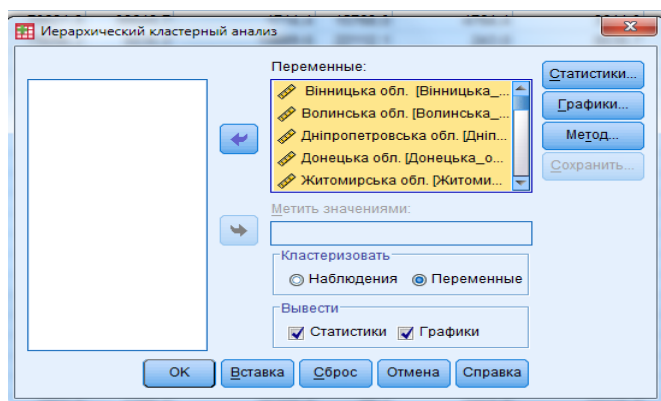 Иерархический кластерный анализ
Переменные:
Вінницька обл. [Вінницька_...
Волинська обл. [Волинська_...
Дніпропетровська обл. [Дніп...
Донецька обл. [Донецька_о...
Житомирська обл. [Житоми...
Статистики...
Графики...
Метод...
Сохранить...
Метить значениями:
Кластеризовать
Наблюдения Переменные
Вывести
Статистики Графики
OK Вставка Сброс Отмена Справка